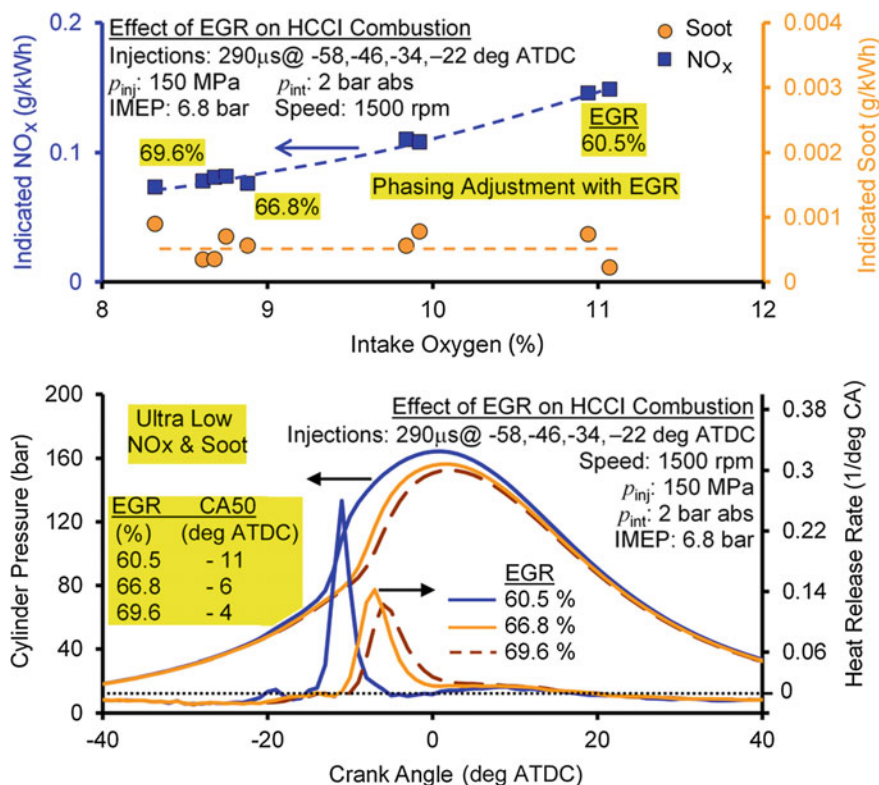 Effect of EGR on HCCI Combustion
Injections: 290μs@ -58,-46,-34,–22 deg ATDC
pinj: 150 MPa pint: 2 bar abs
IMEP: 6.8 bar Speed: 1500 rpm
Soot
NOx
69.6%
66.8%
EGR
60.5%
Phasing Adjustment with EGR
Indicated NOx (g/kWh)
0.2
0.1
0
Indicated Soot (g/kWh)
0.004
0.003
0.002
0.001
0
8 9 10 11 12
Intake Oxygen (%)
Ultra Low
NOx & Soot
EGR CA50
(%) (deg ATDC)
60.5 - 11
66.8 - 6
69.6 - 4
Effect of EGR on HCCI Combustion
Injections: 290μs@ -58,-46,-34,–22 deg ATDC
Speed: 1500 rpm
pinj: 150 MPa
pint: 2 bar abs
IMEP: 6.8 bar
EGR
60.5 %
66.8 %
69.6 %
Cylinder Pressure (bar)
200
160
120
80
40
0
Heat Release Rate (1/deg CA)
0.38
0.3
0.22
0.14
0.06
0
-40 -20 0 20 40
Crank Angle (deg ATDC)